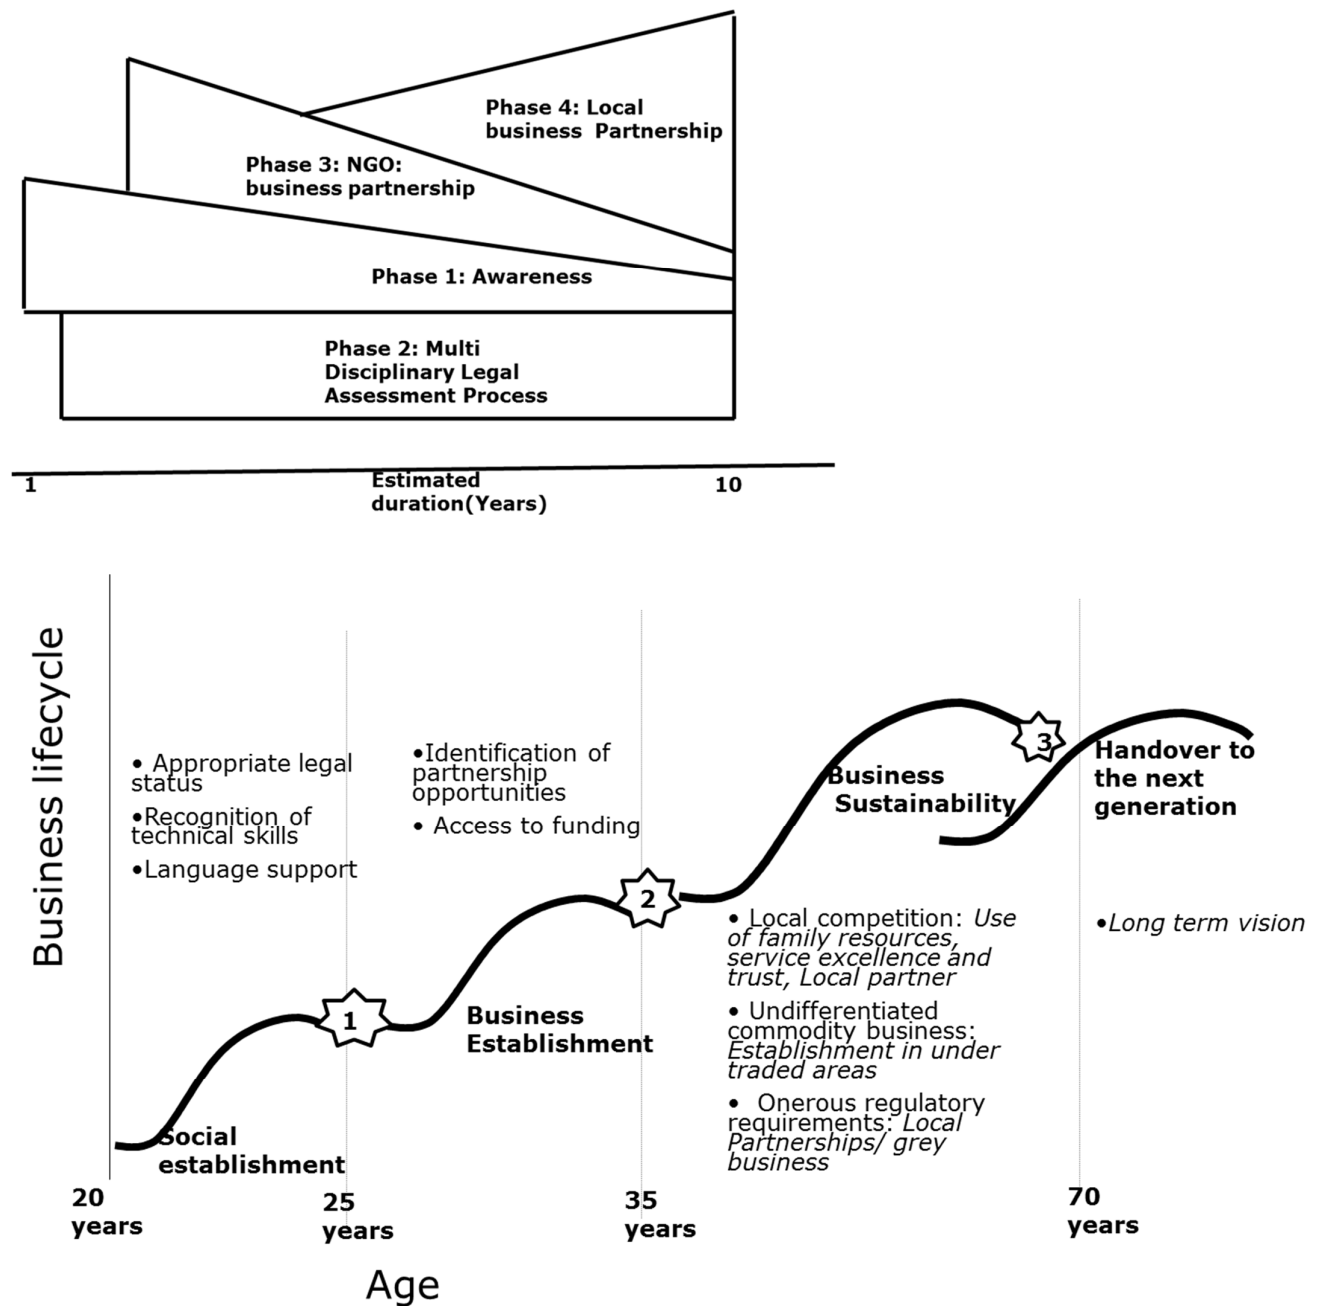 Phase 4: Local
business Partnership
Phase 3: NGO:
business partnership
Phase 1: Awareness
Phase 2: Multi
Disciplinary Legal
Assessment Process
1
Estimated
duration(Years)
10
Business lifecycle
• Appropriate legal
status
•Recognition of
technical skills
•Language support
•Identification of
partnership
opportunities
• Access to funding
3
Business
Sustainability
Handover to
the next
generation
2
• Local competition: Use
of family resources,
service excellence and
trust, Local partner
• Undifferentiated
commodity business:
Establishment in under
traded areas
• Onerous regulatory
requirements: Local
Partnerships/ grey
business
•Long term vision
1
Business
Establishment
Social
establishment
20
years
25
years
35
years
70
years
Age